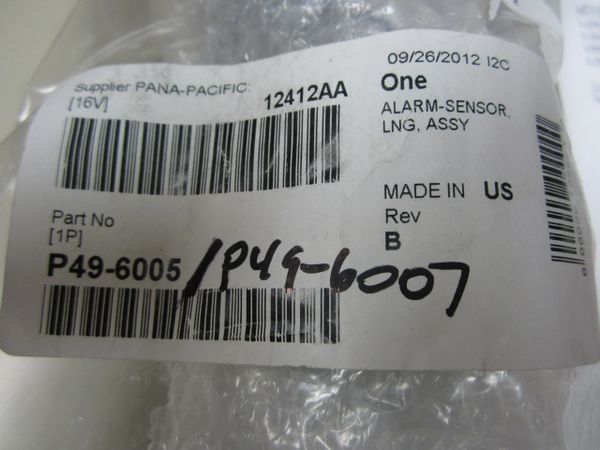 Supplier PANA-PACIFIC:
[16V]
12412AA
Part No
[1P]
P49-6005 /P49-6007
09/26/2012 I2C
One
ALARM-SENSOR,
LNG, ASSY
MADE IN US
Rev
B